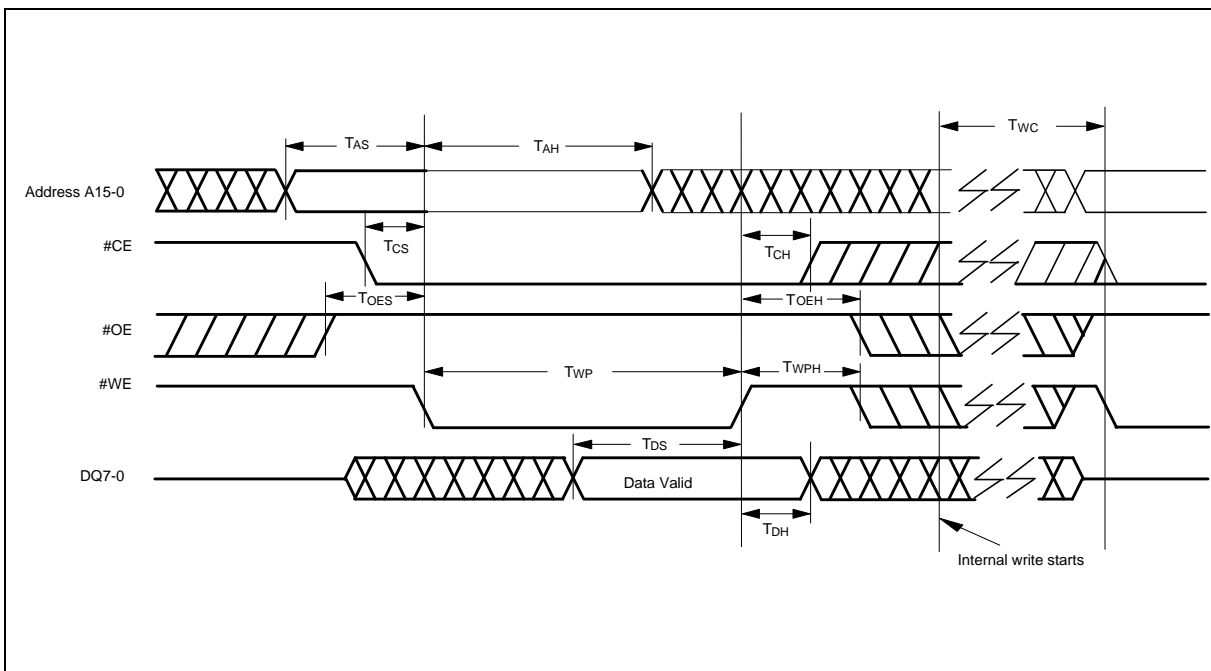 TWC
TAS
TAH
Address A15-0
#CE
TCS
TCH
TOES
TOEH
#OE
TWP
TWPH
#WE
TDS
DQ7-0
Data Valid
TDH
Internal write starts